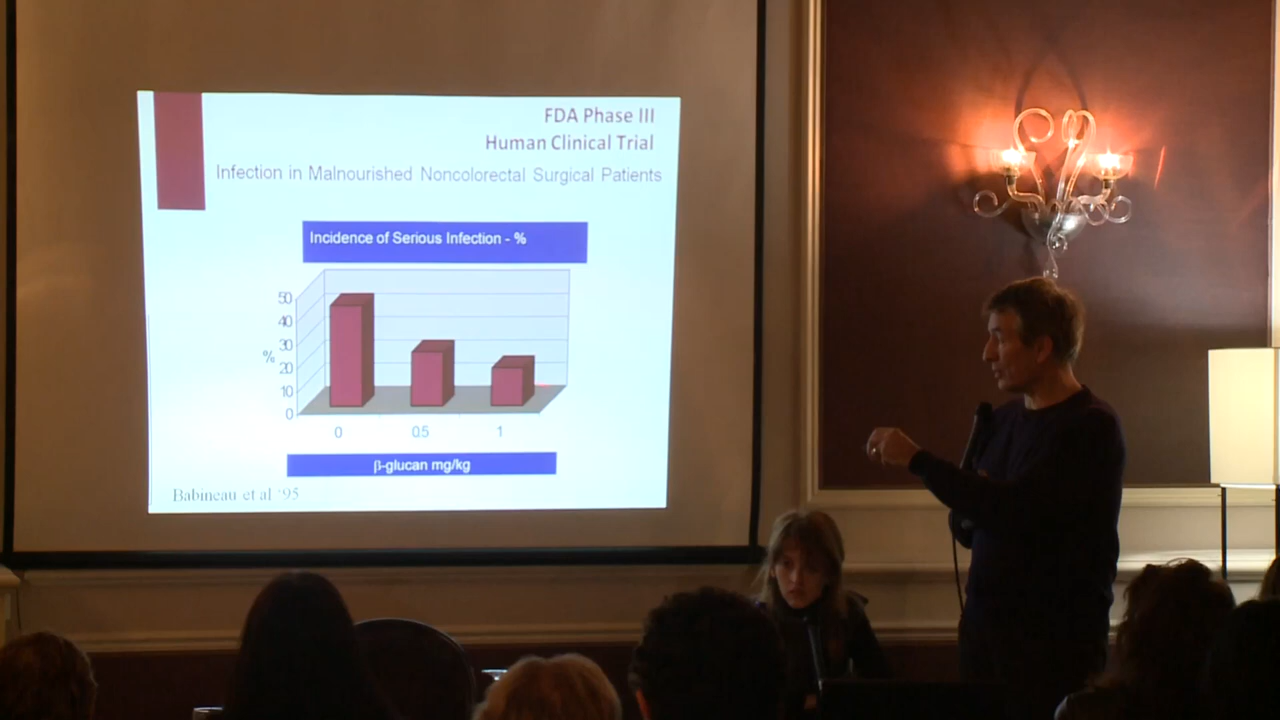 FDA Phase III
Human Clinical Trial
Infection in Malnourished Noncolorectal Surgical Patients
Incidence of Serious Infection - %
50
40
30
%
20
10
0
0 0.5 1
β-glucan mg/kg
Babineau et al '95